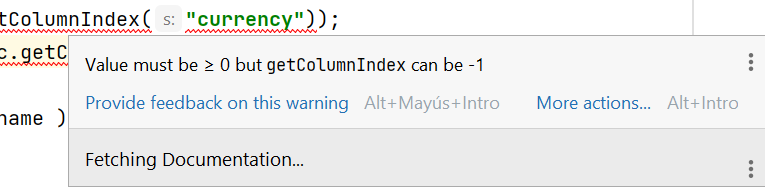 tColumnIndex( s: "currency"));
c.getC
Value must be ≥ 0 but getColumnIndex can be -1
name )
Provide feedback on this warning Alt+Mayús+Intro More actions... Alt+Intro
Fetching Documentation...